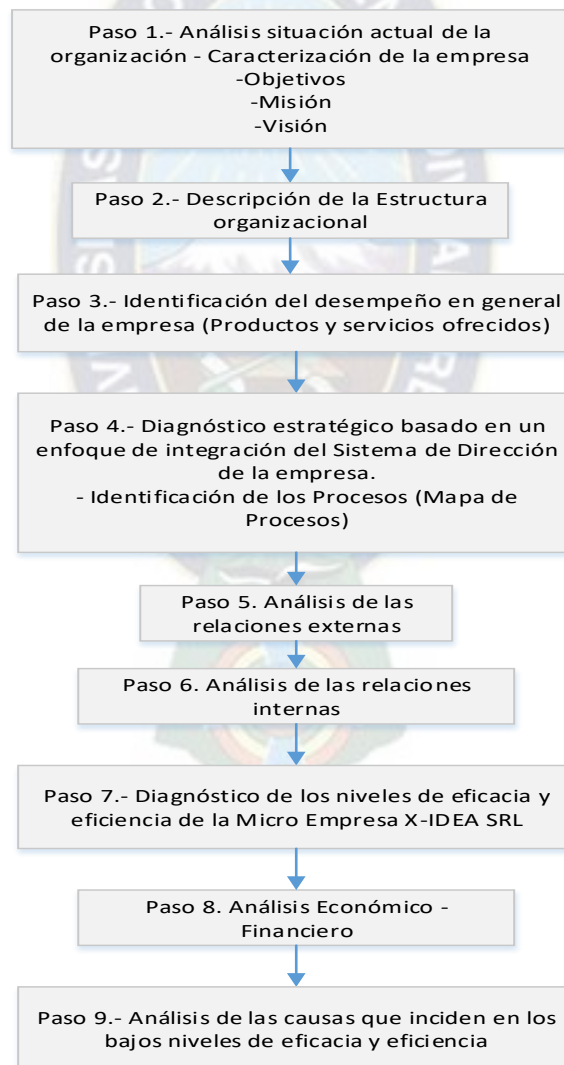 Paso 1.- Análisis situación actual de la
organización - Caracterización de la empresa
-Objetivos
-Misión
-Visión
Paso 2.- Descripción de la Estructura
organizacional
Paso 3.- Identificación del desempeño en general
de la empresa (Productos y servicios ofrecidos)
Paso 4.- Diagnóstico estratégico basado en un
enfoque de integración del Sistema de Dirección
de la empresa.
- Identificación de los Procesos (Mapa de
Procesos)
Paso 5. Análisis de las
relaciones externas
Paso 6. Análisis de las relaciones
internas
Paso 7.- Diagnóstico de los niveles de eficacia y
eficiencia de la Micro Empresa X-IDEA SRL
Paso 8. Análisis Económico -
Financiero
Paso 9.- Análisis de las causas que inciden en los
bajos niveles de eficacia y eficiencia